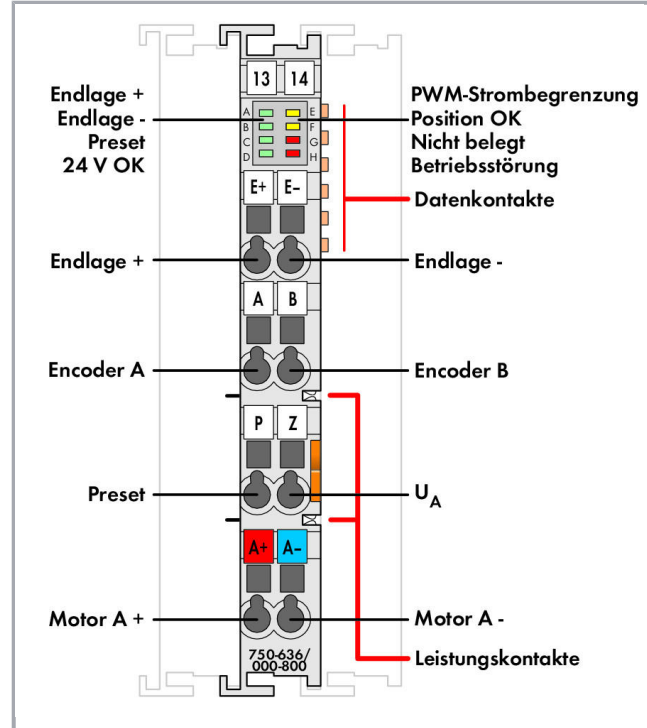 13 14
Endlage +
Endlage -
Preset
24 V OK
A E
B F
C G
D H
PWM-Strombegrenzung
Position OK
Nicht belegt
Betriebsstörung
E+ E–
Datenkontakte
Endlage +
Endlage -
A B
Encoder A
Encoder B
P Z
Preset
UA
A+ A–
Motor A +
Motor A -
750-636/
000-800
Leistungskontakte